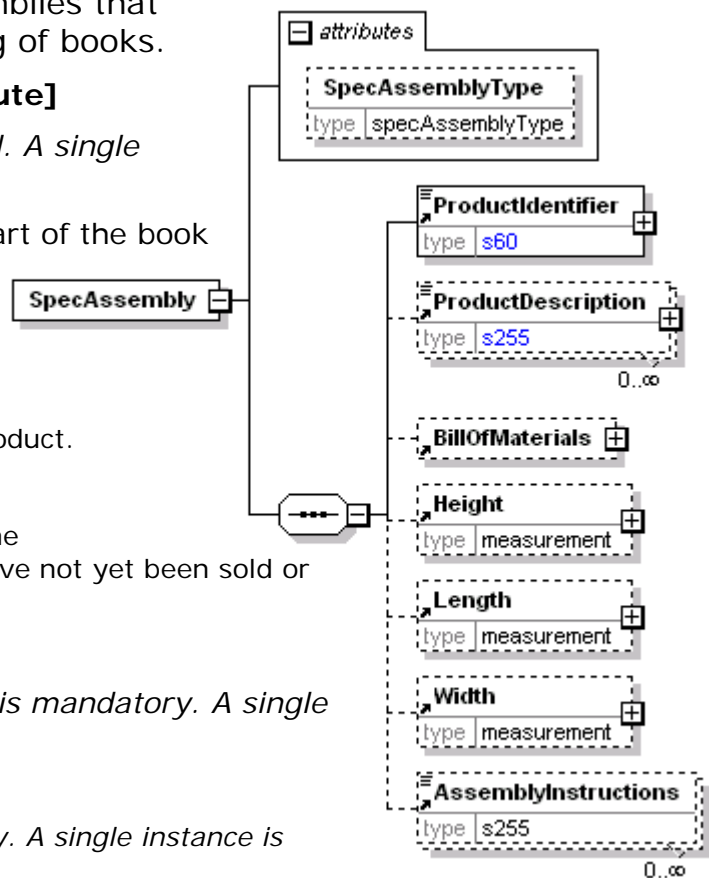 mblies that
g of books.
ute]
l. A single
art of the book
oduct.
ne
ve not yet been sold or
is mandatory. A single
y. A single instance is
attributes
SpecAssemblyType
type specAssemblyType
SpecAssembly
ProductIdentifier
type s60
ProductDescription
type s255
0..∞
BillOfMaterials
Height
type measurement
Length
type measurement
Width
type measurement
AssemblyInstructions
type s255
0..∞